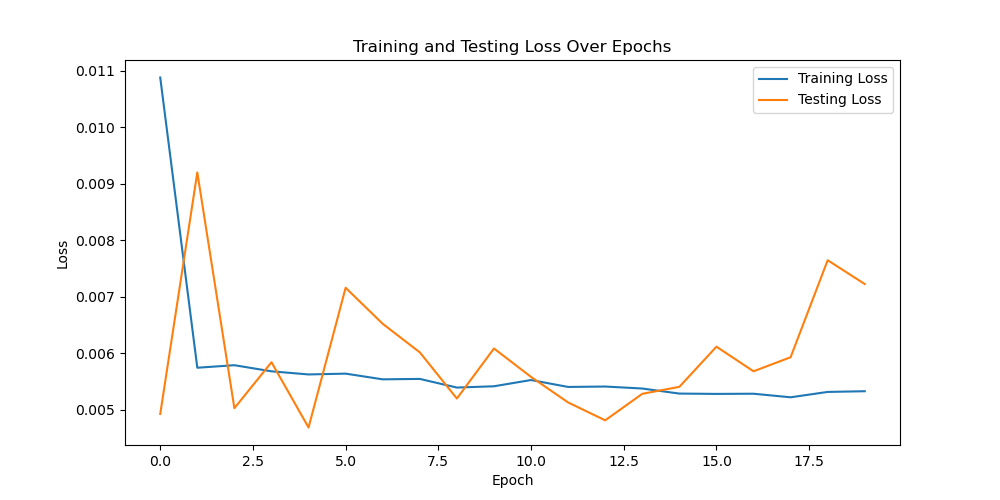 Training and Testing Loss Over Epochs
0.011
0.010
0.009
0.008
0.007
0.006
0.005
Loss
Training Loss
Testing Loss
0.0 2.5 5.0 7.5 10.0 12.5 15.0 17.5
Epoch